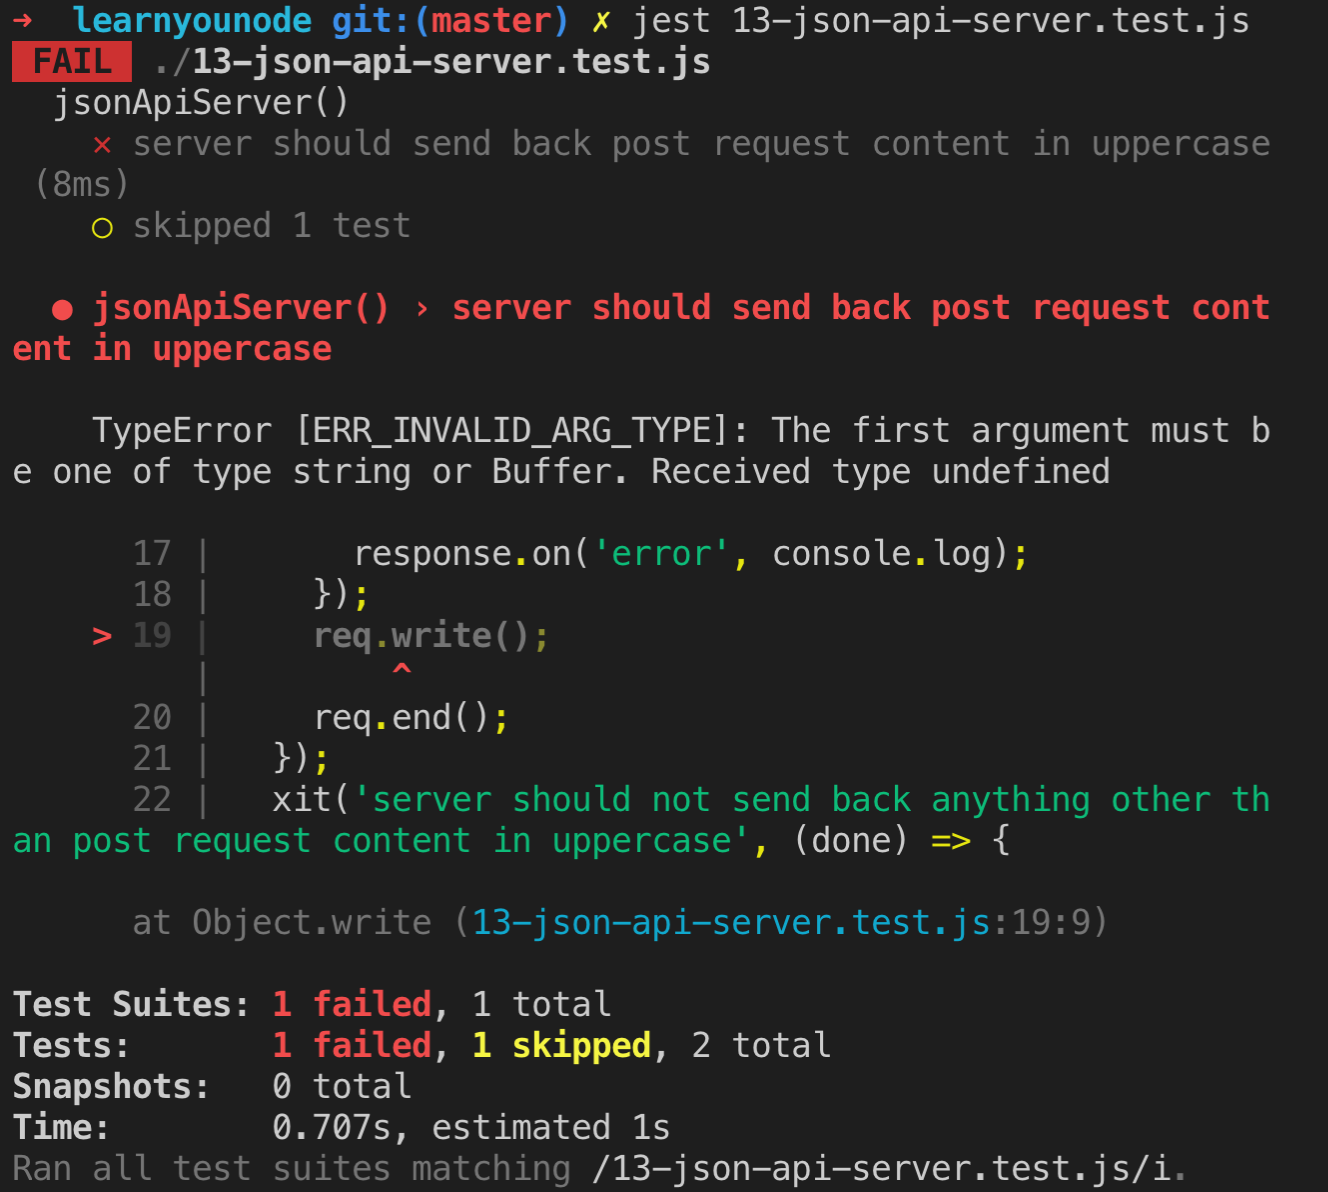 → learnyounode git:(master) ✗ jest 13-json-api-server.test.js
FAIL ./13-json-api-server.test.js
jsonApiServer()
✕ server should send back post request content in uppercase
(8ms)
○ skipped 1 test
● jsonApiServer() › server should send back post request cont
ent in uppercase
TypeError [ERR_INVALID_ARG_TYPE]: The first argument must b
e one of type string or Buffer. Received type undefined
17 | response.on('error', console.log);
18 | });
> 19 | req.write();
| ^
20 | req.end();
21 | });
22 | xit('server should not send back anything other th
an post request content in uppercase', (done) => {
at Object.write (13-json-api-server.test.js:19:9)
Test Suites: 1 failed, 1 total
Tests: 1 failed, 1 skipped, 2 total
Snapshots: 0 total
Time: 0.707s, estimated 1s
Ran all test suites matching /13-json-api-server.test.js/i.